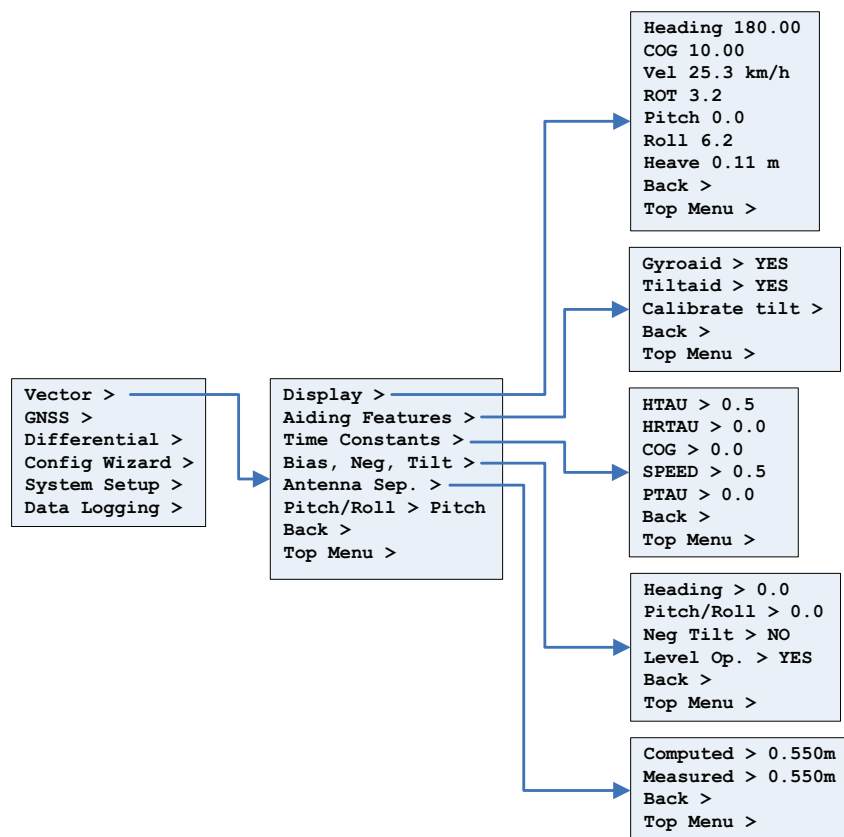 Vector >
GNSS >
Differential >
Config Wizard >
System Setup >
Data Logging >
Display >
Aiding Features >
Time Constants >
Bias, Neg, Tilt >
Antenna Sep. >
Pitch/Roll > Pitch
Back >
Top Menu >
Heading 180.00
COG 10.00
Vel 25.3 km/h
ROT 3.2
Pitch 0.0
Roll 6.2
Heave 0.11 m
Back >
Top Menu >
Gyroaid > YES
Tiltaid > YES
Calibrate tilt >
Back >
Top Menu >
HTAU > 0.5
HRTAU > 0.0
COG > 0.0
SPEED > 0.5
PTAU > 0.0
Back >
Top Menu >
Heading > 0.0
Pitch/Roll > 0.0
Neg Tilt > NO
Level Op. > YES
Back >
Top Menu >
Computed > 0.550m
Measured > 0.550m
Back >
Top Menu >